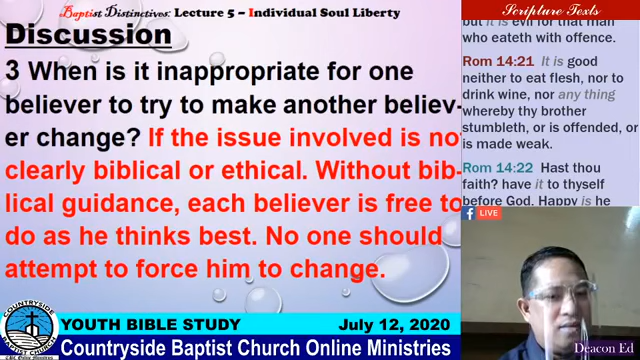 Baptist Distinctives: Lecture 5 – Individual Soul Liberty
Discussion
3 When is it inappropriate for one
believer to try to make another believ-
er change? If the issue involved is no
clearly biblical or ethical. Without bib-
lical guidance, each believer is free to
do as he thinks best. No one should
attempt to force him to change.
Scripture Texts
but it is evil for that man
who eateth with offence.
Rom 14:21 It is good
neither to eat flesh, nor to
drink wine, nor any thing
whereby thy brother
stumbleth, or is offended, or
is made weak.
Rom 14:22 Hast thou
faith? have it to thyself
before God. Happy is he
f LIVE
Deacon Ed
COUNTRYSIDE
BAPTIST CHURCH
YOUTH BIBLE STUDY July 12, 2020
Countryside Baptist Church Online Ministries